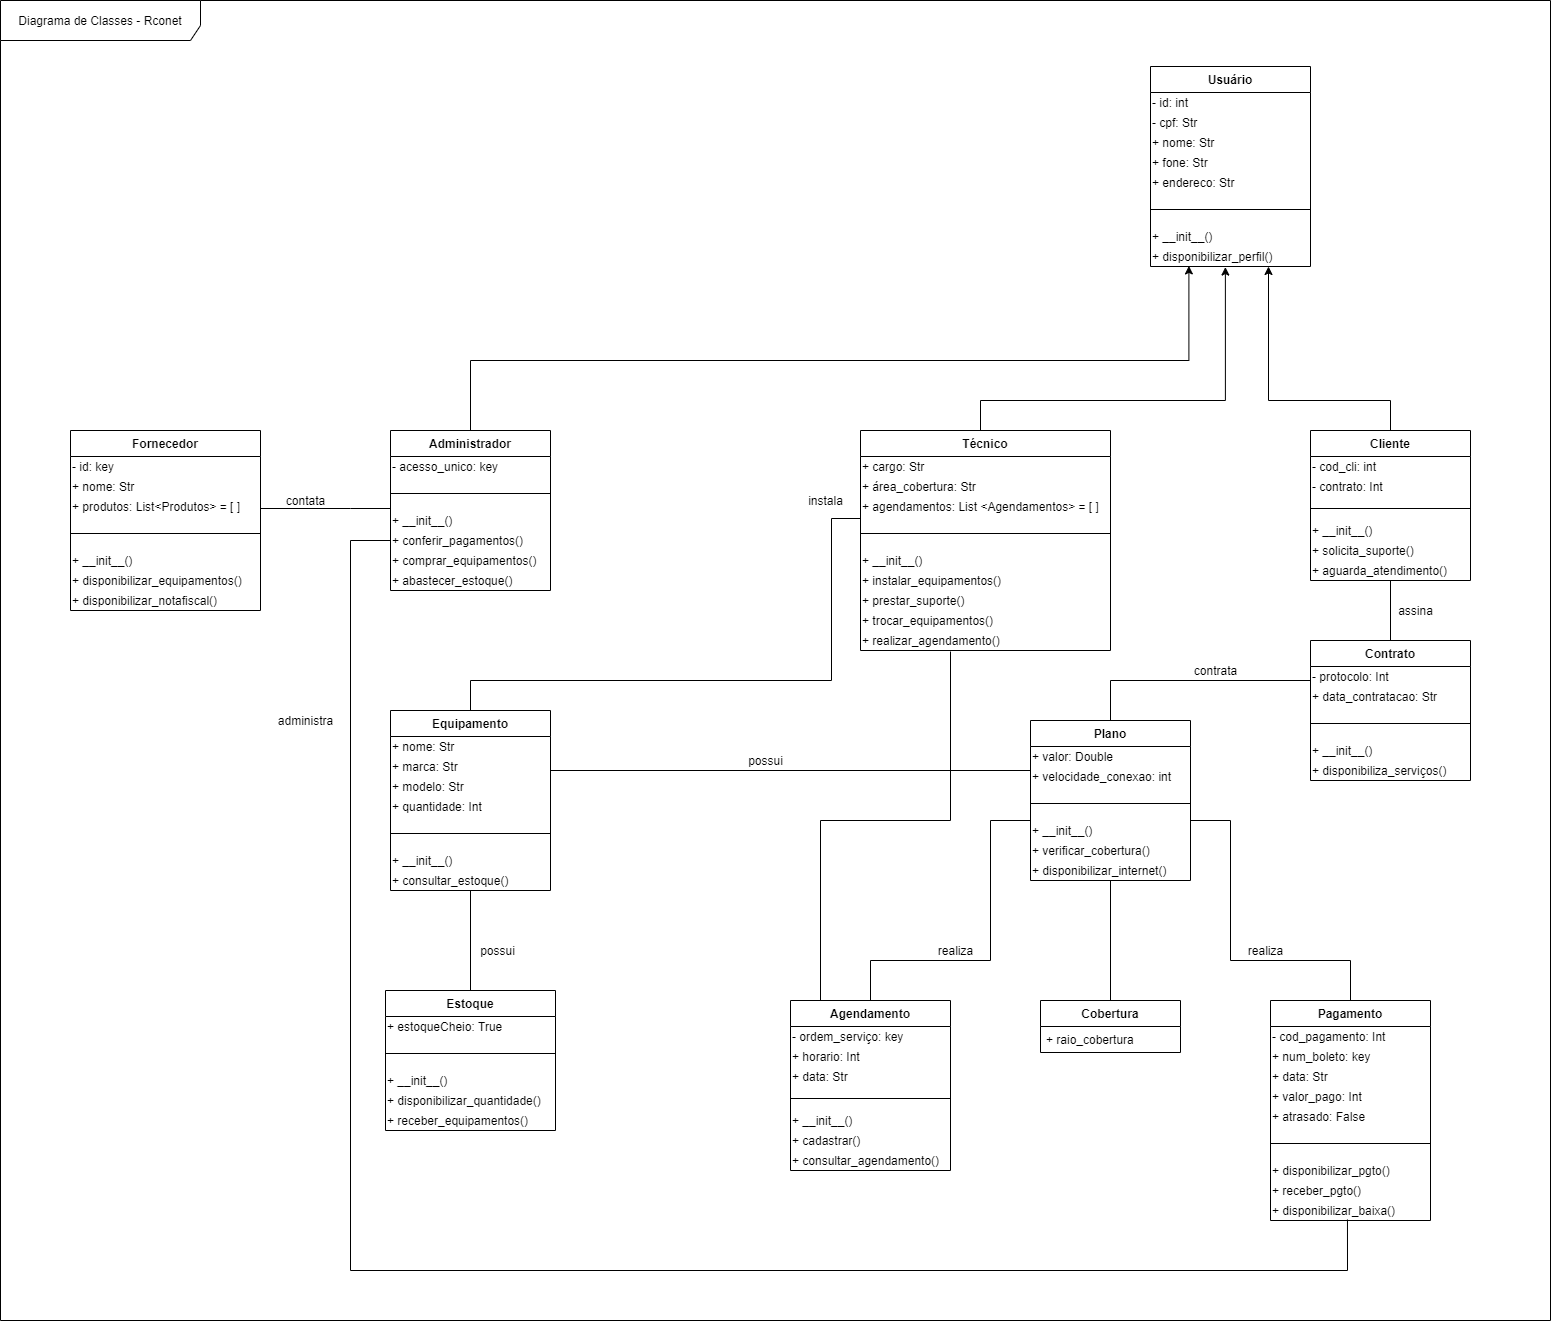 Diagrama de Classes - Rconet
Usuário
- id: int
- cpf: Str
+ nome: Str
+ fone: Str
+ endereco: Str
+ __init__()
+ disponibilizar_perfil()
Fornecedor
- id: key
+ nome: Str
+ produtos: List<Produtos> = [ ]
+ __init__()
+ disponibilizar_equipamentos()
+ disponibilizar_notafiscal()
contata
Administrador
- acesso_unico: key
+ __init__()
+ conferir_pagamentos()
+ comprar_equipamentos()
+ abastecer_estoque()
instala
Técnico
+ cargo: Str
+ área_cobertura: Str
+ agendamentos: List <Agendamentos> = [ ]
+ __init__()
+ instalar_equipamentos()
+ prestar_suporte()
+ trocar_equipamentos()
+ realizar_agendamento()
Cliente
- cod_cli: int
- contrato: Int
+ __init__()
+ solicita_suporte()
+ aguarda_atendimento()
assina
Contrato
- protocolo: Int
+ data_contratacao: Str
+ __init__()
+ disponibiliza_serviços()
contrata
administra
Equipamento
+ nome: Str
+ marca: Str
+ modelo: Str
+ quantidade: Int
+ __init__()
+ consultar_estoque()
possui
Plano
+ valor: Double
+ velocidade_conexao: int
+ __init__()
+ verificar_cobertura()
+ disponibilizar_internet()
possui
realiza
realiza
Estoque
+ estoqueCheio: True
+ __init__()
+ disponibilizar_quantidade()
+ receber_equipamentos()
Agendamento
- ordem_serviço: key
+ horario: Int
+ data: Str
+ __init__()
+ cadastrar()
+ consultar_agendamento()
Cobertura
+ raio_cobertura
Pagamento
- cod_pagamento: Int
+ num_boleto: key
+ data: Str
+ valor_pago: Int
+ atrasado: False
+ disponibilizar_pgto()
+ receber_pgto()
+ disponibilizar_baixa()